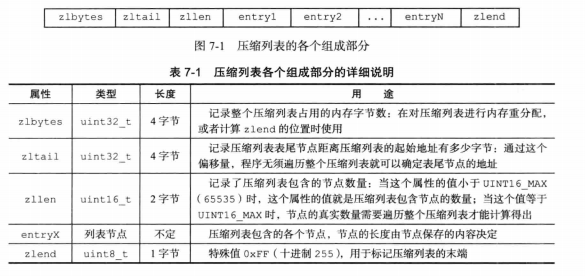 zlbytes zltail zllen entry1 entry2 ... entryN zlend
图 7-1 压缩列表的各个组成部分
表 7-1 压缩列表各个组成部分的详细说明
属性 类型 长度 用途
zlbytes uint32_t 4 字节 记录整个压缩列表占用的内存字节数：在对压缩列表进行内存重分配，
或者计算 zlend 的位置时使用
zltail uint32_t 4 字节 记录压缩列表表尾节点距离压缩列表的起始地址有多少字节：通过这个
偏移量，程序无须遍历整个压缩列表就可以确定表尾节点的地址
zllen uint16_t 2 字节 记录了压缩列表包含的节点数量：当这个属性的值小于 UINT16_MAX
（65535）时，这个属性的值就是压缩列表包含节点的数量；当这个值等于
UINT16_MAX 时，节点的真实数量需要遍历整个压缩列表才能计算得出
entryX 列表节点 不定 压缩列表包含的各个节点，节点的长度由节点保存的内容决定
zlend uint8_t 1 字节 特殊值 0xFF（十进制 255），用于标记压缩列表的末端